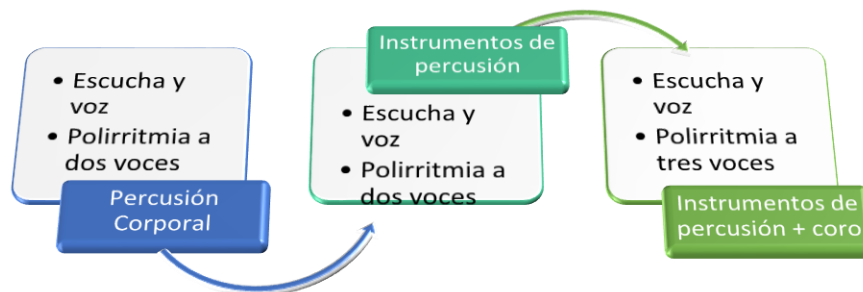 • Escucha y
voz
• Polirritmia a
dos voces
Percusión
Corporal
Instrumentos de
percusión
• Escucha y
voz
• Polirritmia a
dos voces
• Escucha y
voz
• Polirritmia a
tres voces
Instrumentos de
percusión + coro